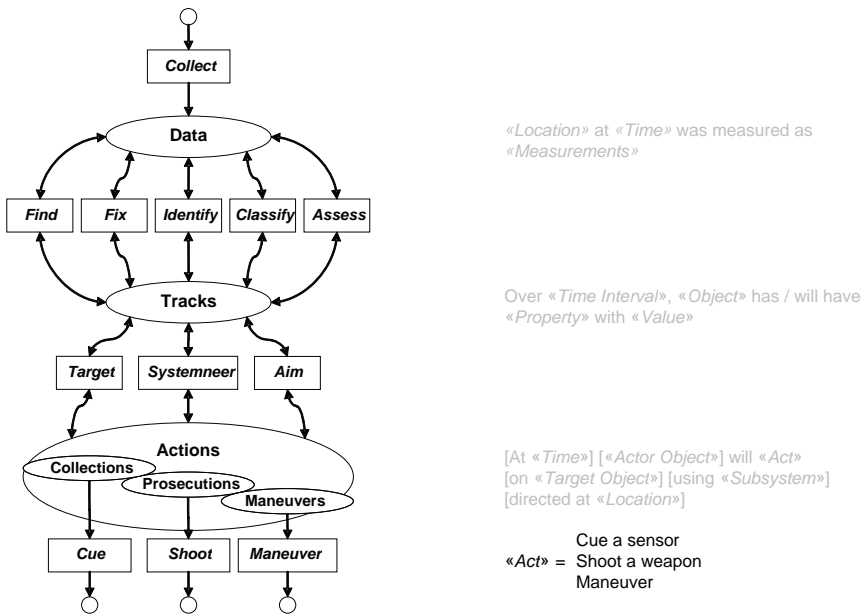 Collect
Data
«Location» at «Time» was measured as
«Measurements»
Find Fix Identify Classify Assess
Tracks
Over «Time Interval», «Object» has / will have
«Property» with «Value»
Target Systemneer Aim
Actions
Collections
Prosecutions
Maneuvers
[At «Time»] [«Actor Object»] will «Act»
[on «Target Object»] [using «Subsystem»]
[directed at «Location»]
Cue Shoot Maneuver
Cue a sensor
«Act» = Shoot a weapon
Maneuver